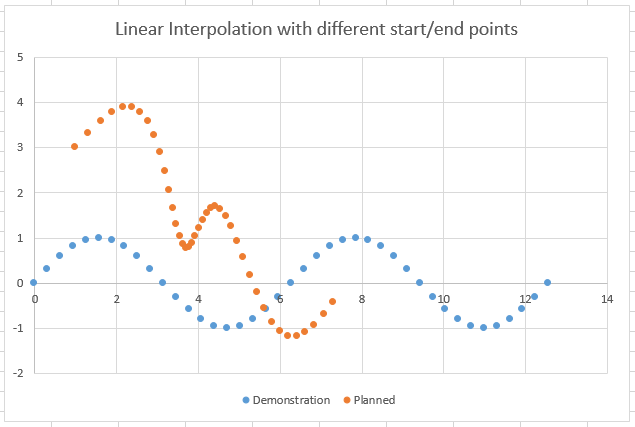 Linear Interpolation with different start/end points
5
4
3
2
1
0
-1
-2
0 2 4 6 8 10 12 14
Demonstration Planned